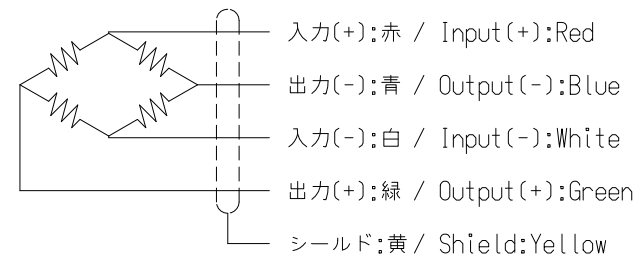 入力(+):赤 / Input(+):Red
出力(-):青 / Output(-):Blue
入力(-):白 / Input(-):White
出力(+):緑 / Output(+):Green
シールド:黄 / Shield:Yellow